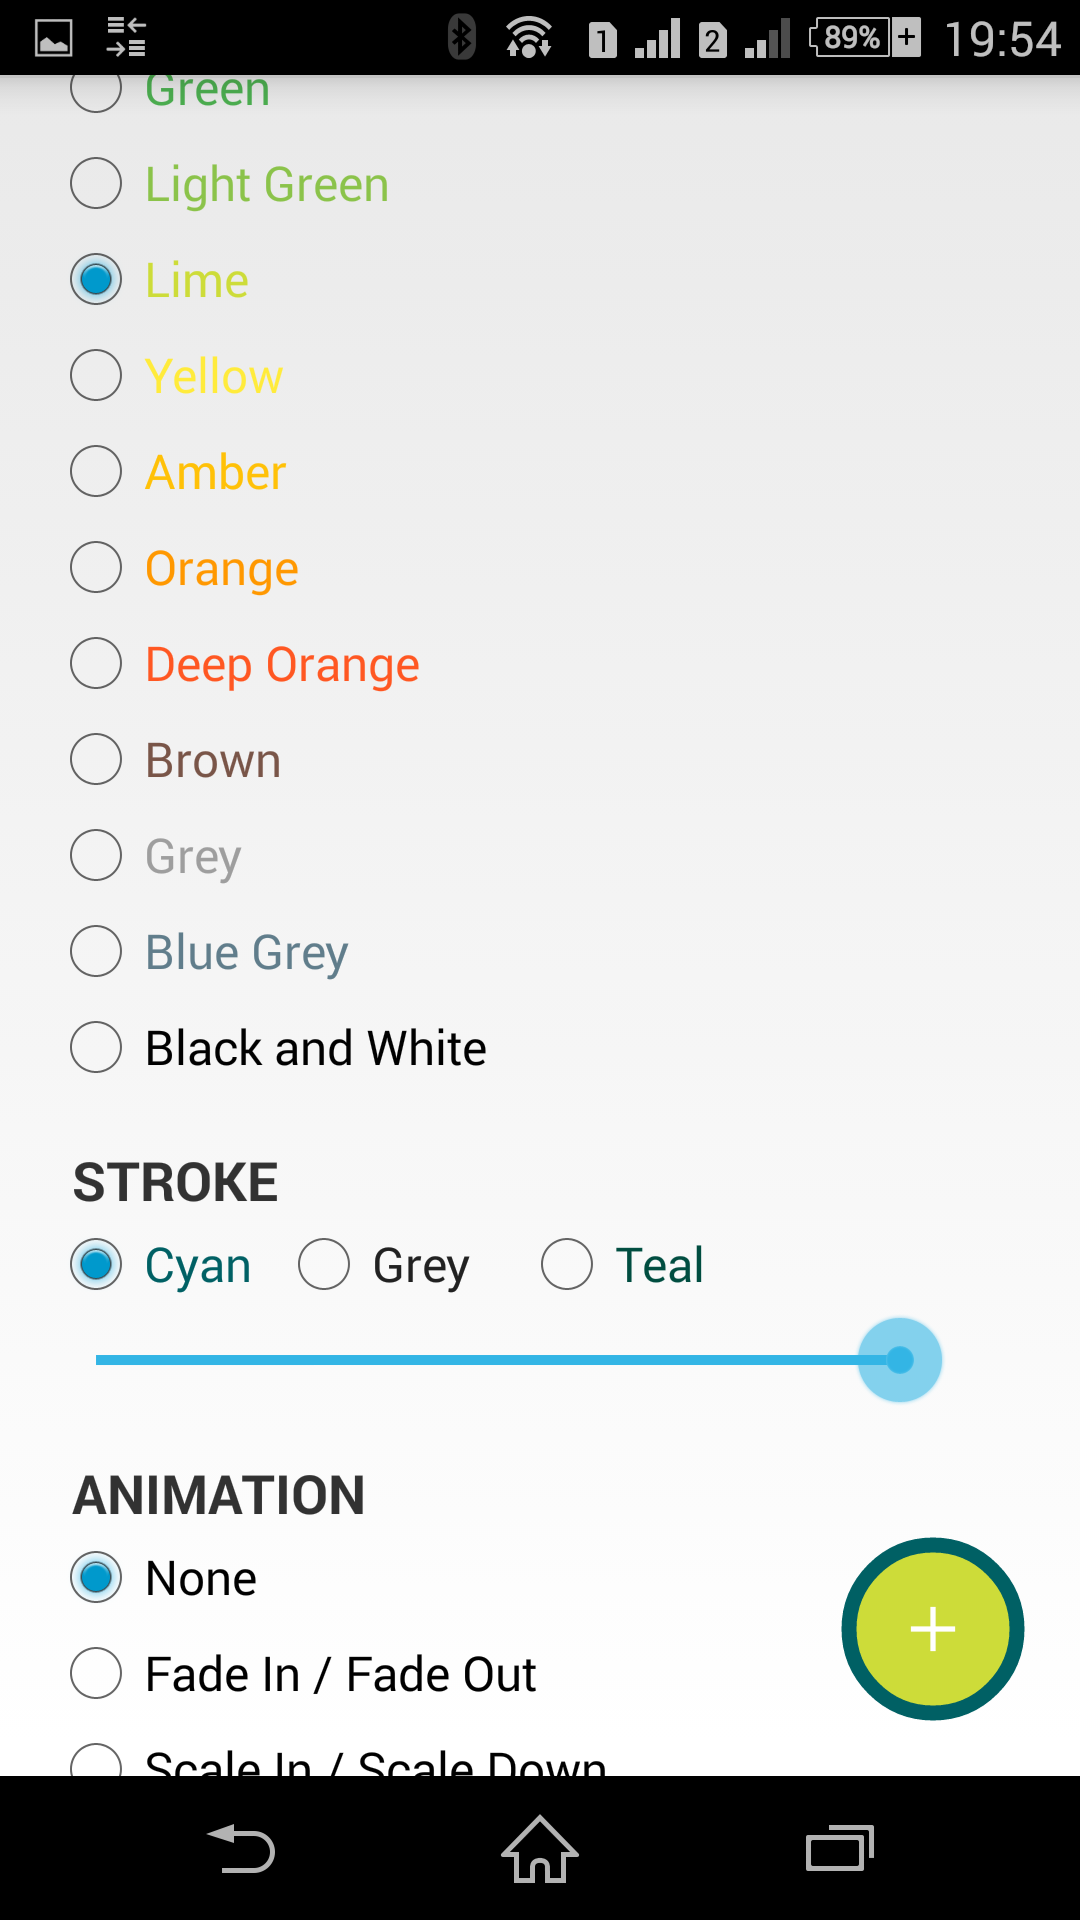 1 2 89% 19:54
Green
Light Green
Lime
Yellow
Amber
Orange
Deep Orange
Brown
Grey
Blue Grey
Black and White
STROKE
Cyan Grey Teal
ANIMATION
None
Fade In / Fade Out
Scale In / Scale Down